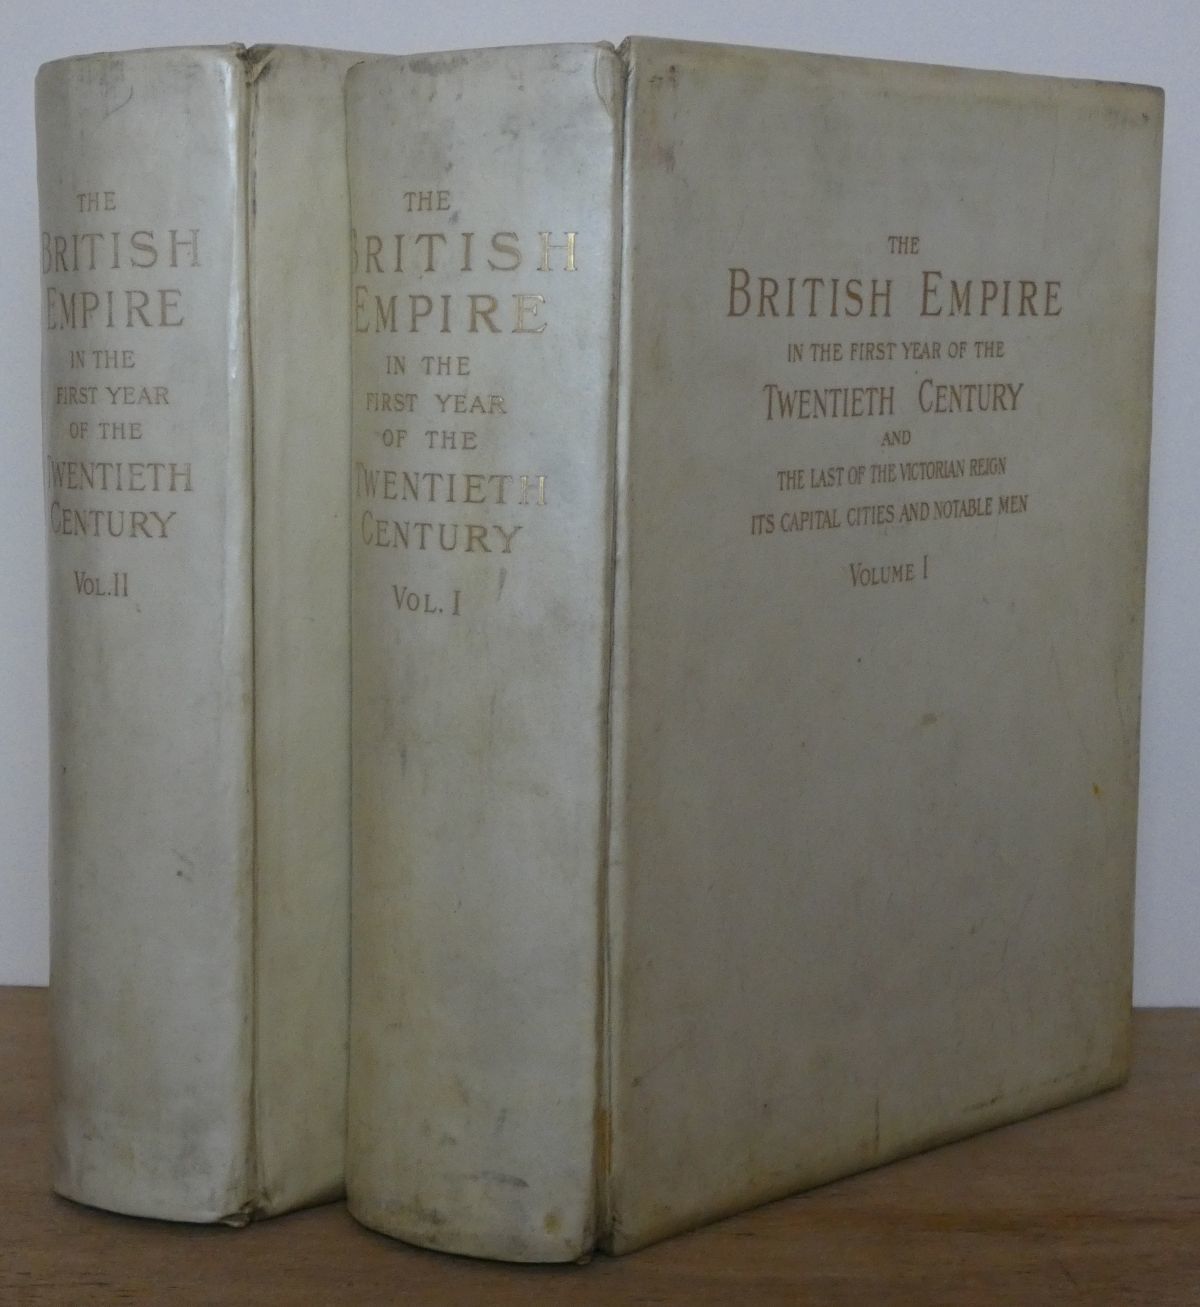 THE
BRITISH
EMPIRE
IN THE
FIRST YEAR
OF THE
TWENTIETH
CENTURY
VOL. II
THE
BRITISH
EMPIRE
IN THE
FIRST YEAR
OF THE
TWENTIETH
CENTURY
VOL. I
THE
BRITISH EMPIRE
IN THE FIRST YEAR OF THE
TWENTIETH CENTURY
AND
THE LAST OF THE VICTORIAN REIGN
ITS CAPITAL CITIES AND NOTABLE MEN
VOLUME I